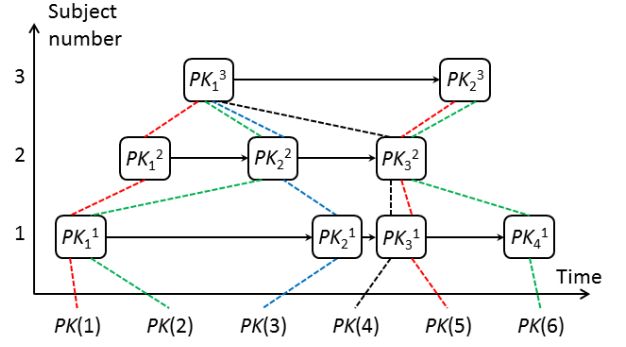 Subject
number
3
PK₁³
PK₂³
2
PK₁²
PK₂²
PK₃²
1
PK₁¹
PK₂¹
PK₃¹
PK₄¹
Time
PK(1)
PK(2)
PK(3)
PK(4)
PK(5)
PK(6)